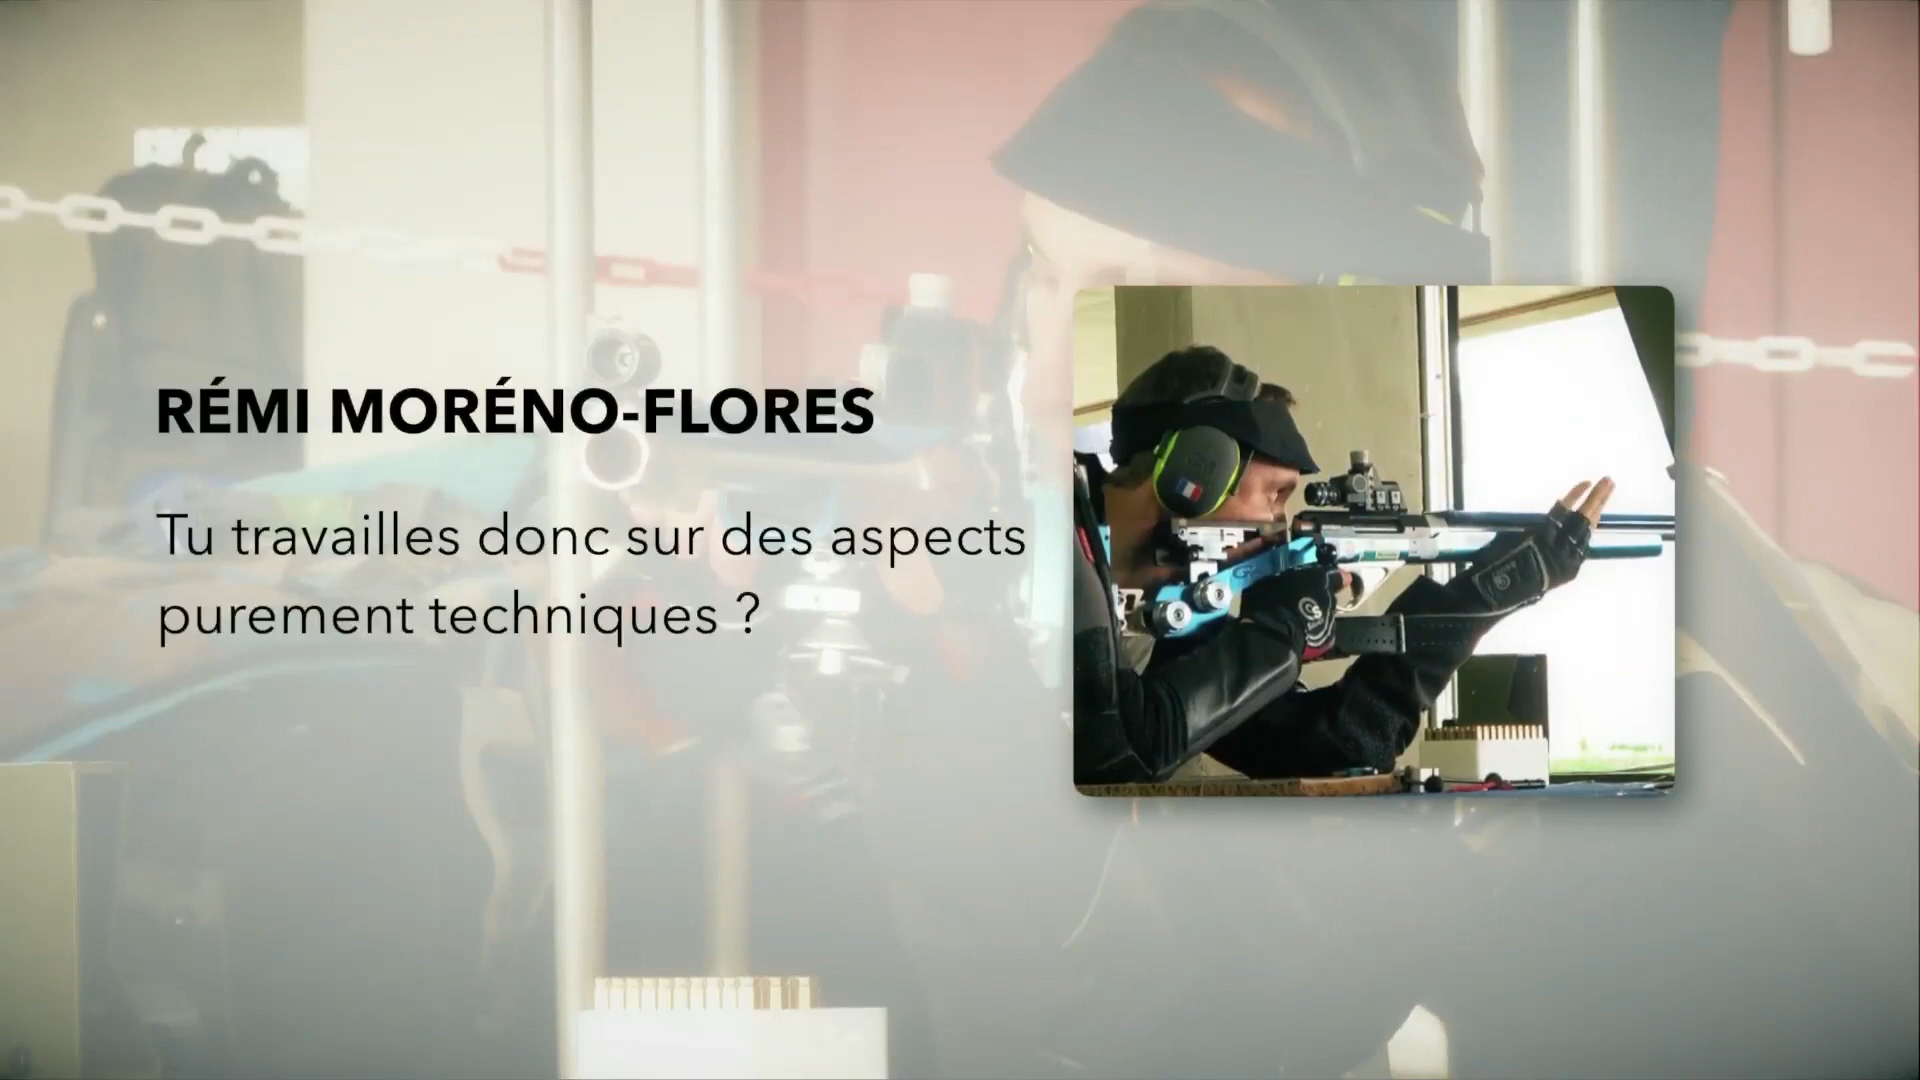 RÉMI MORÉNO-FLORES
Tu travailles donc sur des aspects
purement techniques ?